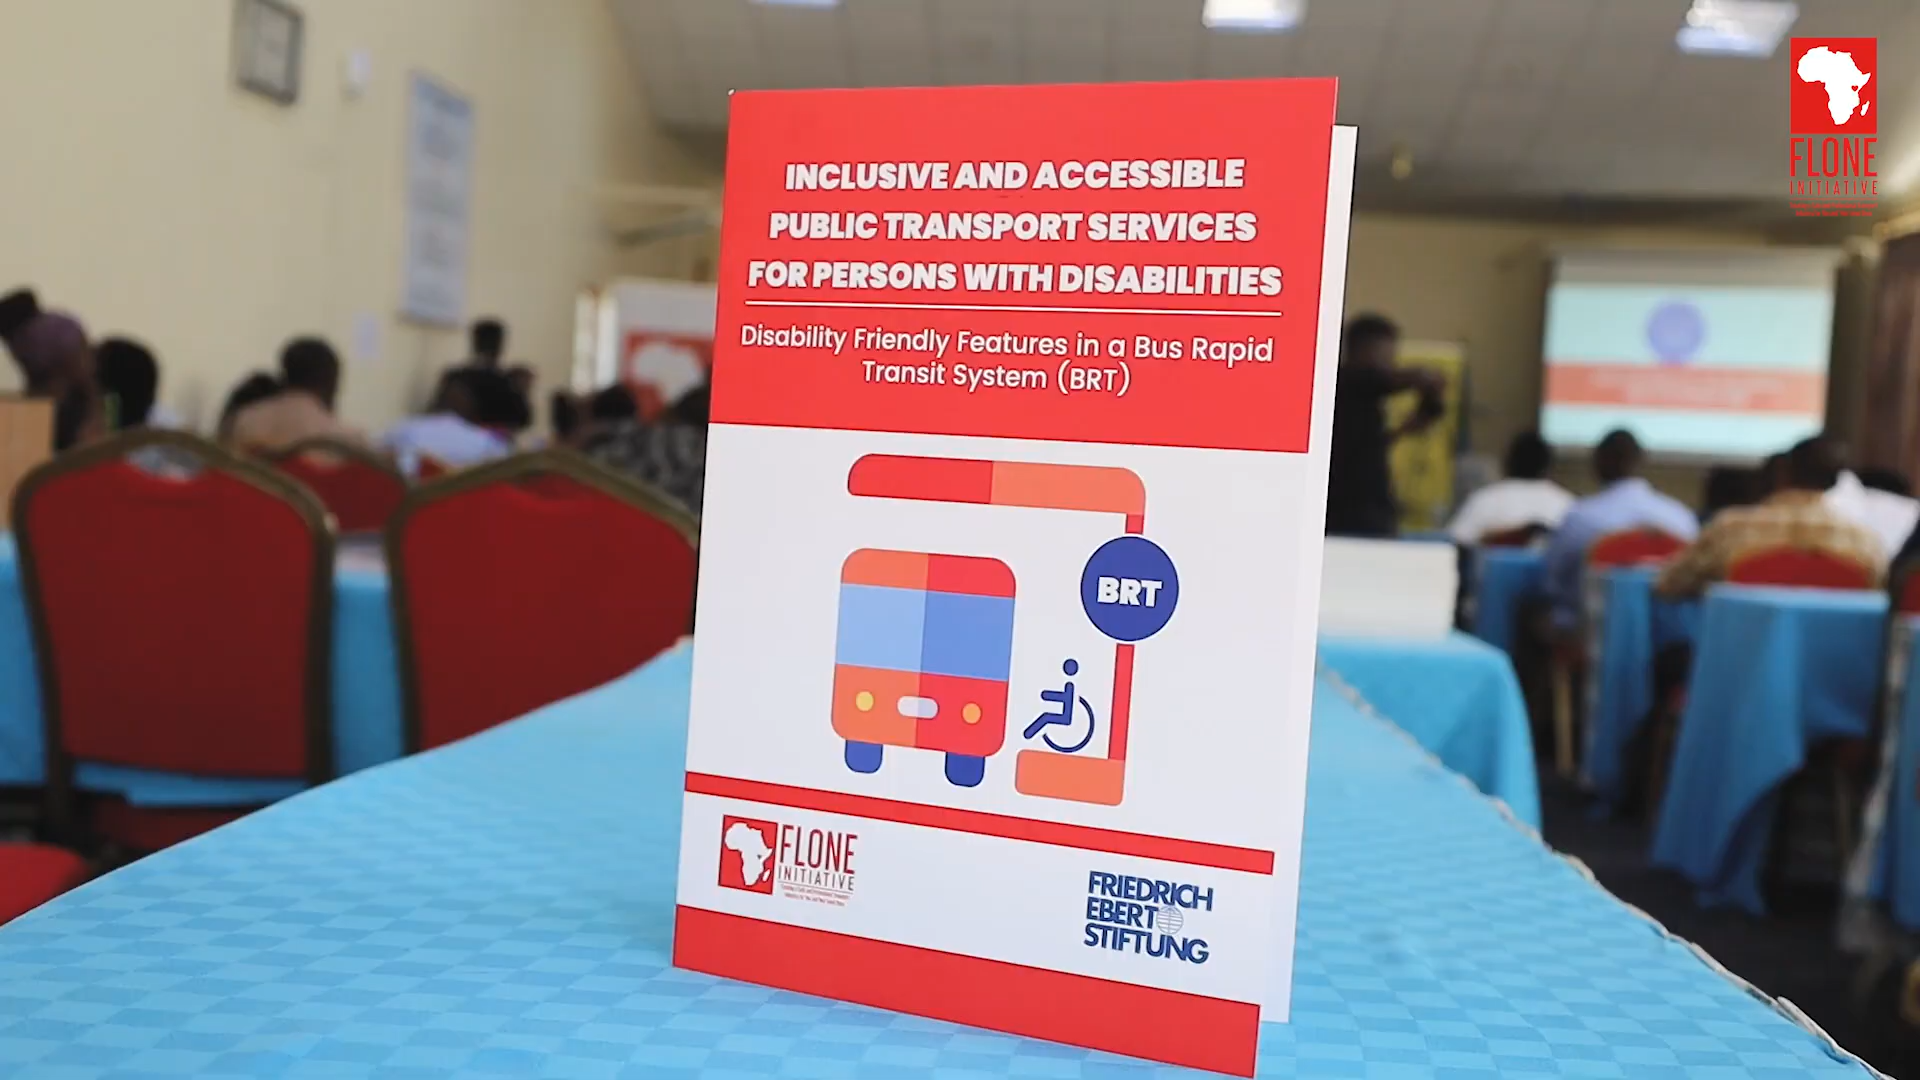 INCLUSIVE AND ACCESSIBLE
PUBLIC TRANSPORT SERVICES
FOR PERSONS WITH DISABILITIES
Disability Friendly Features in a Bus Rapid
Transit System (BRT)
BRT
FLONE
INITIATIVE
FRIEDRICH
EBERT
STIFTUNG
FLONE
INITIATIVE